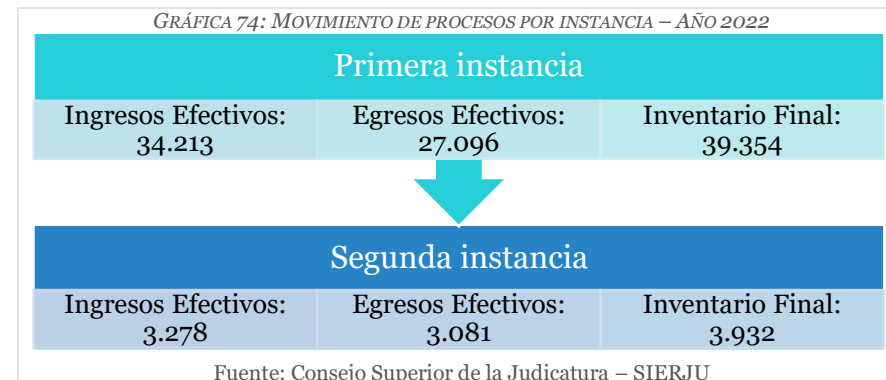 GRÁFICA 74: MOVIMIENTO DE PROCESOS POR INSTANCIA – AÑO 2022
Primera instancia
Ingresos Efectivos:
34.213
Egresos Efectivos:
27.096
Inventario Final:
39.354
Segunda instancia
Ingresos Efectivos:
3.278
Egresos Efectivos:
3.081
Inventario Final:
3.932
Fuente: Consejo Superior de la Judicatura – SIERJU